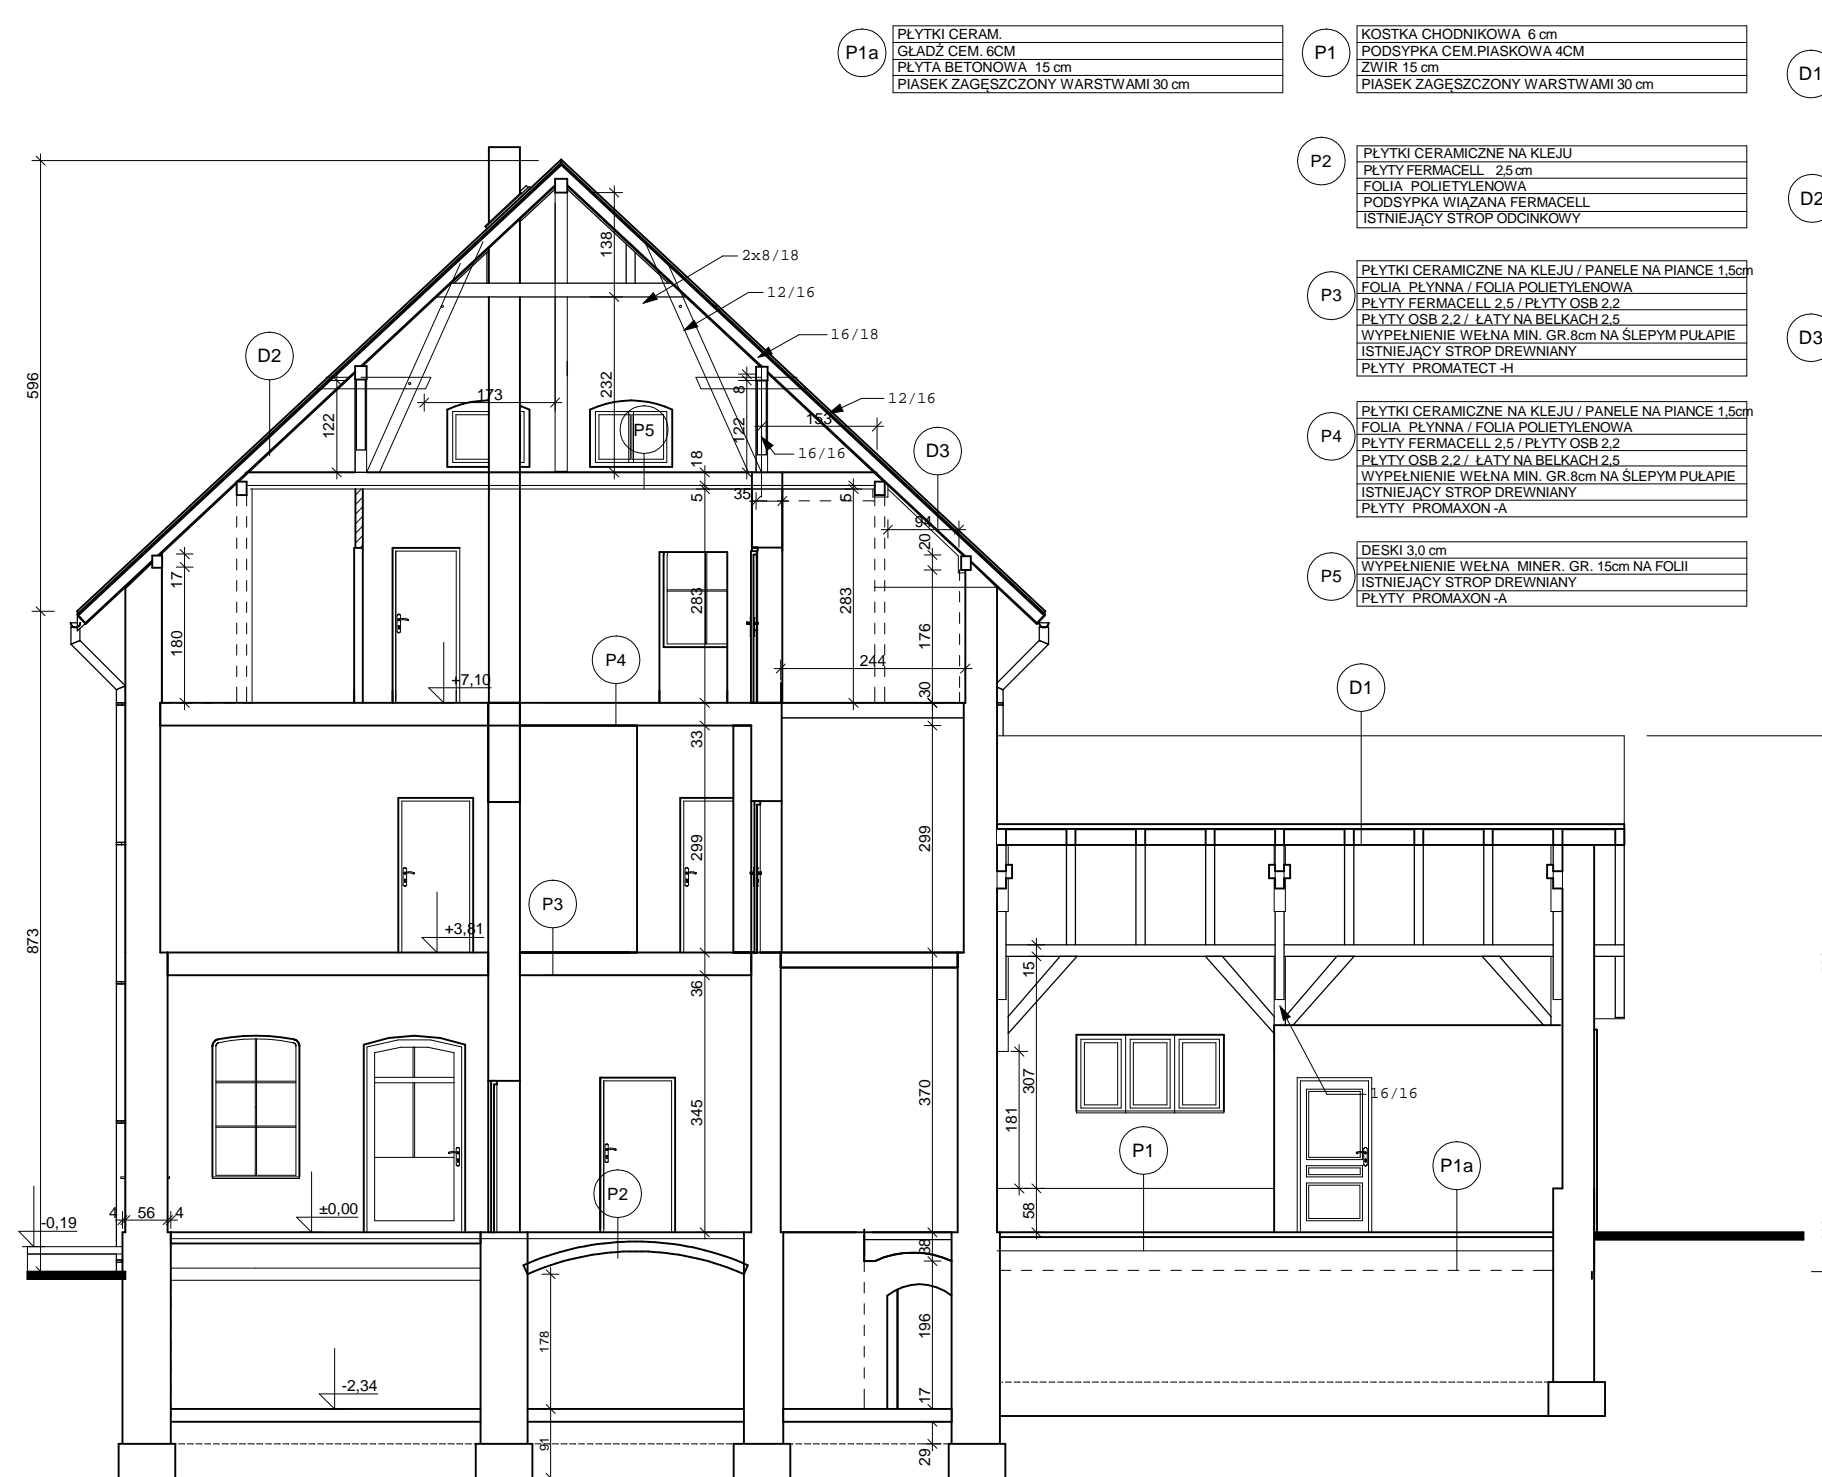 P1a
PŁYTKI CERAM.
GŁADŹ CEM. 6CM
PŁYTA BETONOWA 15 cm
PIASEK ZAGĘSZCZONY WARSTWAMI 30 cm
P1
KOSTKA CHODNIKOWA 6 cm
PODSYPKA CEM.PIASKOWA 4CM
ZWIR 15 cm
PIASEK ZAGĘSZCZONY WARSTWAMI 30 cm
D1
P2
PŁYTKI CERAMICZNE NA KLEJU
PŁYTY FERMACELL 2,5 cm
FOLIA POLIETYLENOWA
PODSYPKA WIĄZANA FERMACELL
ISTNIEJĄCY STROP ODCINKOWY
D2
P3
PŁYTKI CERAMICZNE NA KLEJU / PANELE NA PIANCE 1,5cm
FOLIA PŁYNNA / FOLIA POLIETYLENOWA
PŁYTY FERMACELL 2,5 / PŁYTY OSB 2,2
PŁYTY OSB 2,2 / ŁATY NA BELKACH 2,5
WYPEŁNIENIE WEŁNA MIN. GR.8cm NA ŚLEPYM PUŁAPIE
ISTNIEJĄCY STROP DREWNIANY
PŁYTY PROMATECT -H
D3
P4
PŁYTKI CERAMICZNE NA KLEJU / PANELE NA PIANCE 1,5cm
FOLIA PŁYNNA / FOLIA POLIETYLENOWA
PŁYTY FERMACELL 2,5 / PŁYTY OSB 2,2
PŁYTY OSB 2,2 / ŁATY NA BELKACH 2,5
WYPEŁNIENIE WEŁNA MIN. GR.8cm NA ŚLEPYM PUŁAPIE
ISTNIEJĄCY STROP DREWNIANY
PŁYTY PROMAXON -A
P5
DESKI 3,0 cm
WYPEŁNIENIE WEŁNA MINER. GR. 15cm NA FOLII
ISTNIEJĄCY STROP DREWNIANY
PŁYTY PROMAXON -A
138
2x8/18
12/16
16/18
D2
596
232
8
12/16
173
153
122
122
P5
16/16
D3
18
5
35
5
94
20
17
283
283
180
176
P4
244
+7,10
30
D1
33
299
299
P3
873
+3,81
36
15
307
370
345
181
16/16
P1
P1a
P2
58
-0,19
4
56
4
±0,00
38
178
196
-2,34
17
91
29